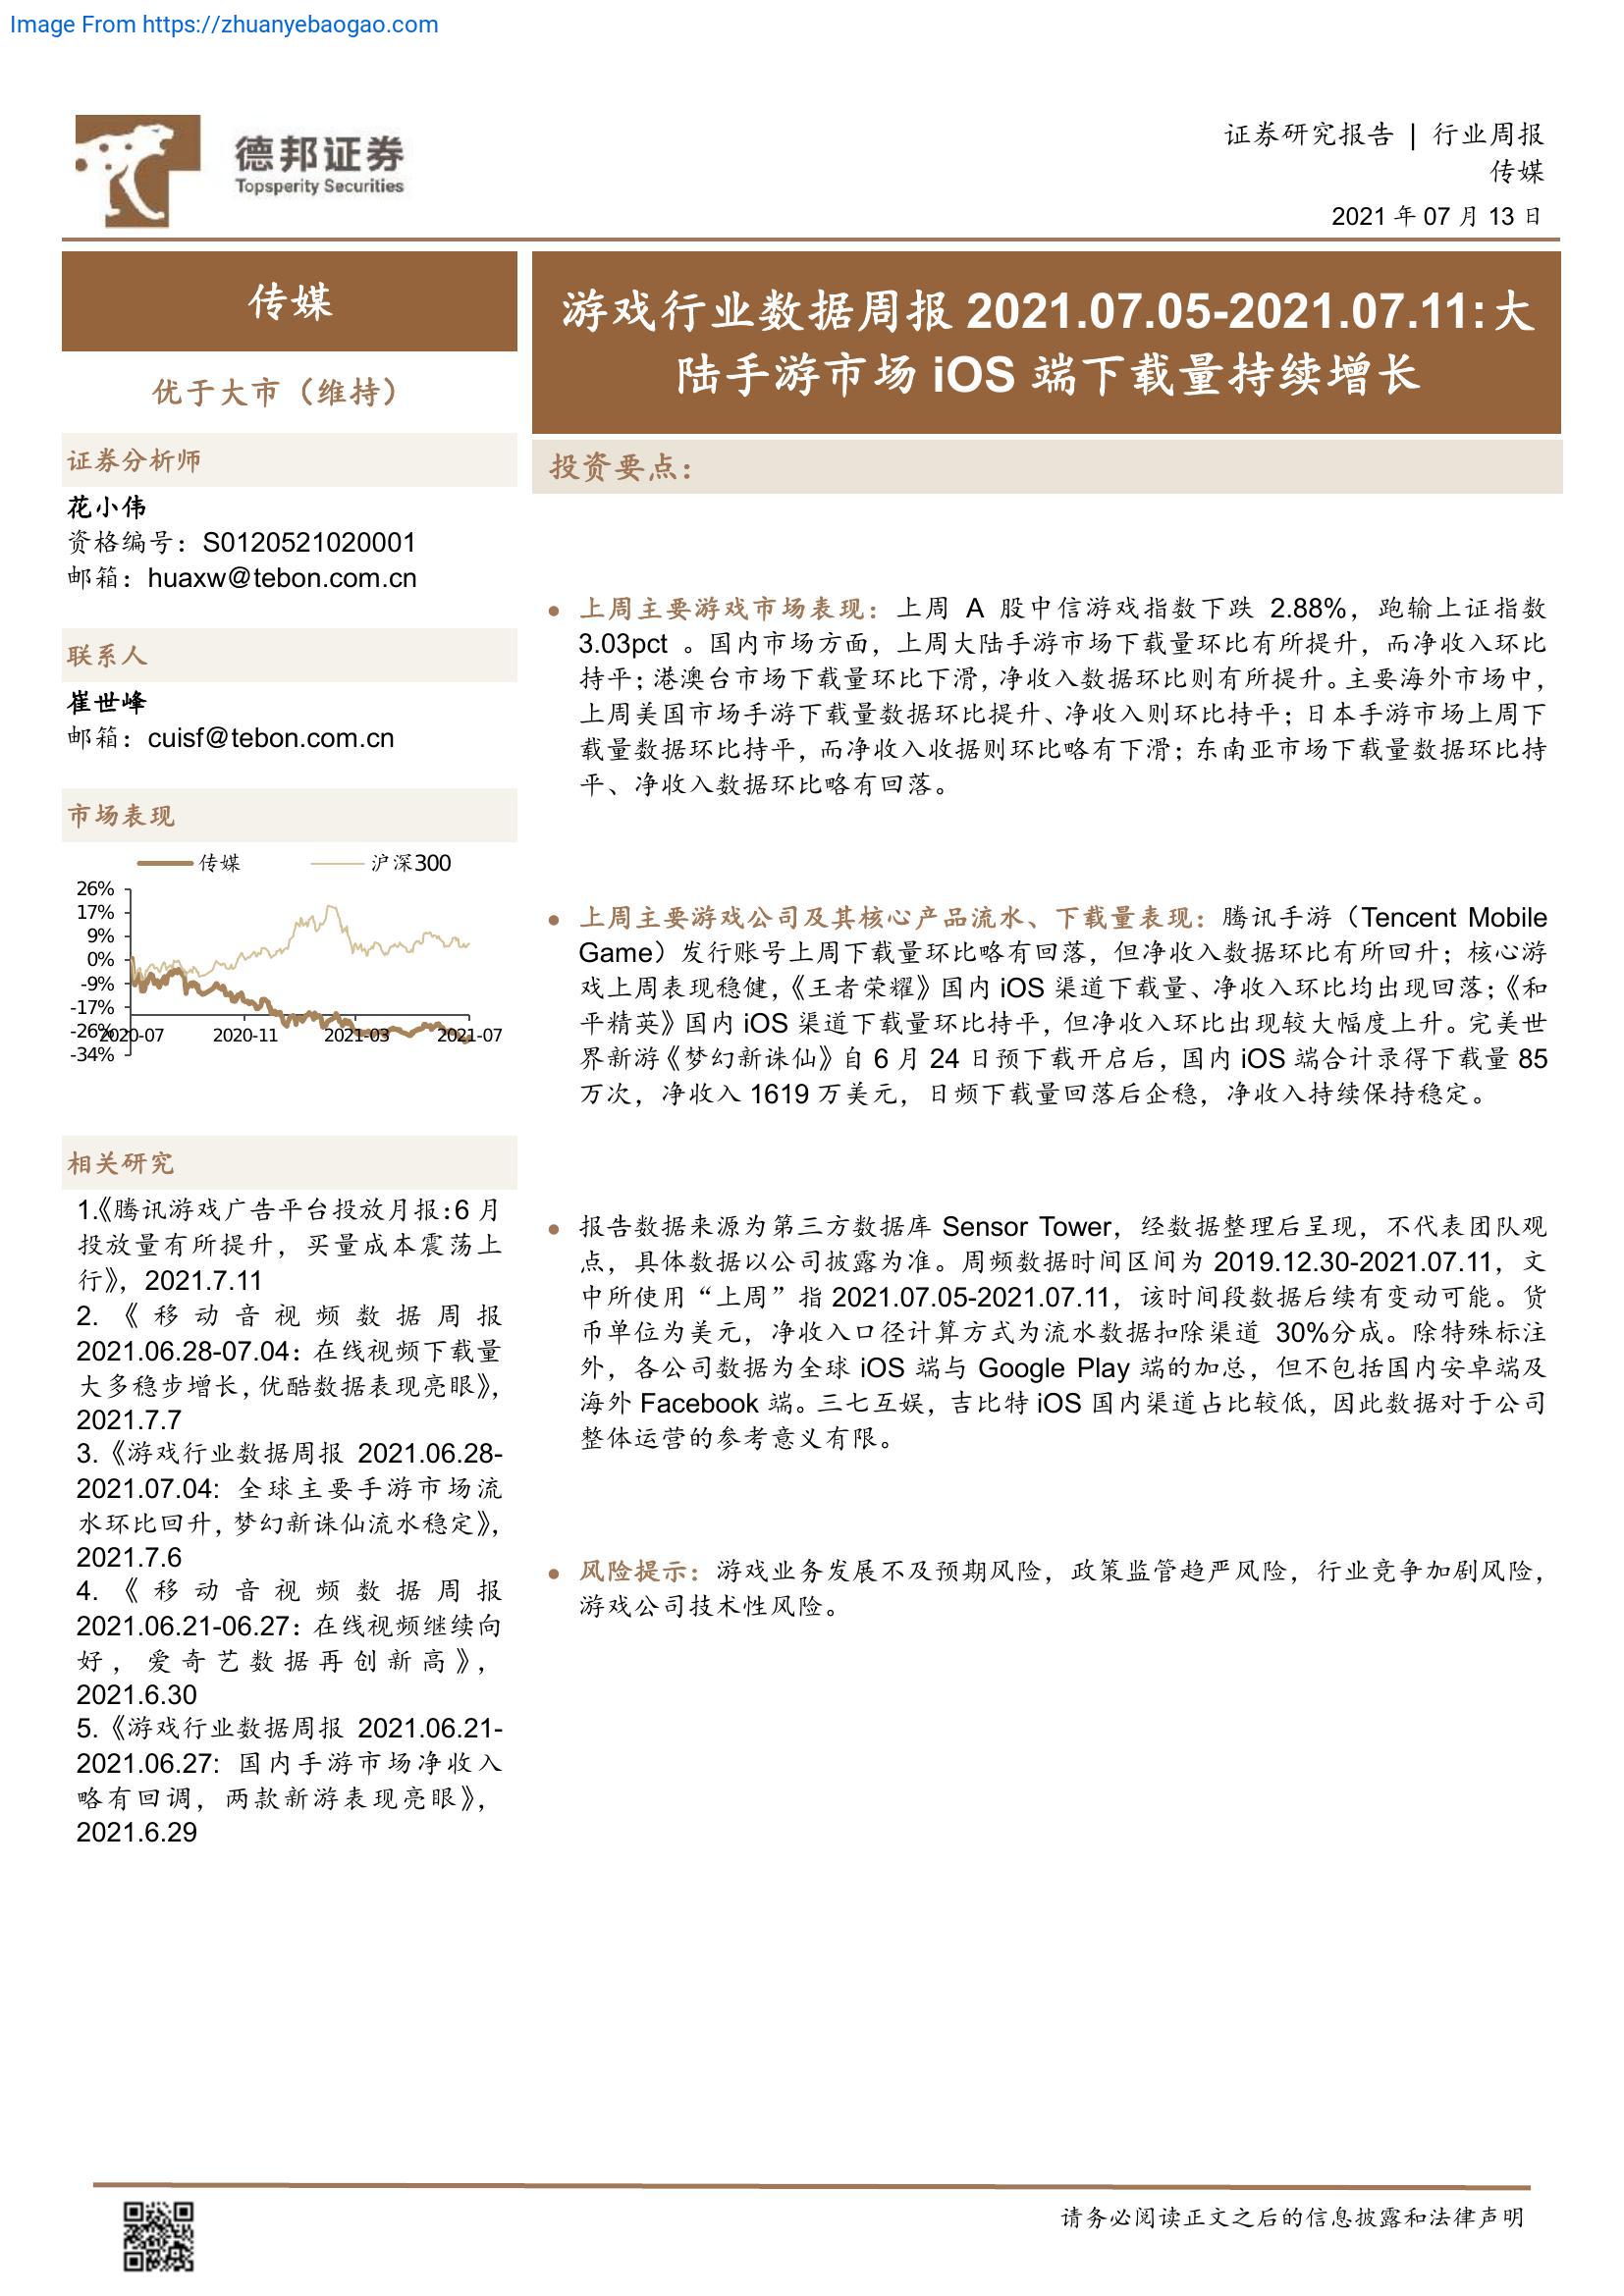 Image From https://zhuanyebaogao.com
德邦证券
Topsperity Securities
证券研究报告 | 行业周报
传媒
2021 年 07 月 13 日
传媒
优于大市（维持）
证券分析师
花小伟
资格编号：S0120521020001
邮箱：huaxw@tebon.com.cn
联系人
崔世峰
邮箱：cuisf@tebon.com.cn
市场表现
传媒 沪深300
26%
17%
9%
0%
-9%
-17%
-26%
-34%
2020-07 2020-11 2021-03 2021-07
相关研究
1.《腾讯游戏广告平台投放月报：6 月
投放量有所提升，买量成本震荡上
行》，2021.7.11
2.《移动音视频数据周报
2021.06.28-07.04：在线视频下载量
大多稳步增长，优酷数据表现亮眼》，
2021.7.7
3.《游戏行业数据周报 2021.06.28-
2021.07.04: 全球主要手游市场流
水环比回升，梦幻新诛仙流水稳定》，
2021.7.6
4.《移动音视频数据周报
2021.06.21-06.27：在线视频继续向
好，爱奇艺数据再创新高》，
2021.6.30
5.《游戏行业数据周报 2021.06.21-
2021.06.27: 国内手游市场净收入
略有回调，两款新游表现亮眼》，
2021.6.29
游戏行业数据周报 2021.07.05-2021.07.11:大
陆手游市场 iOS 端下载量持续增长
投资要点：
● 上周主要游戏市场表现：上周 A 股中信游戏指数下跌 2.88%，跑输上证指数
3.03pct 。国内市场方面，上周大陆手游市场下载量环比有所提升，而净收入环比
持平；港澳台市场下载量环比下滑，净收入数据环比则有所提升。主要海外市场中，
上周美国市场手游下载量数据环比提升、净收入则环比持平；日本手游市场上周下
载量数据环比持平，而净收入收据则环比略有下滑；东南亚市场下载量数据环比持
平、净收入数据环比略有回落。
● 上周主要游戏公司及其核心产品流水、下载量表现：腾讯手游（Tencent Mobile
Game）发行账号上周下载量环比略有回落，但净收入数据环比有所回升；核心游
戏上周表现稳健，《王者荣耀》国内 iOS 渠道下载量、净收入环比均出现回落；《和
平精英》国内 iOS 渠道下载量环比持平，但净收入环比出现较大幅度上升。完美世
界新游《梦幻新诛仙》自 6 月 24 日预下载开启后，国内 iOS 端合计录得下载量 85
万次，净收入 1619 万美元，日频下载量回落后企稳，净收入持续保持稳定。
● 报告数据来源为第三方数据库 Sensor Tower，经数据整理后呈现，不代表团队观
点，具体数据以公司披露为准。周频数据时间区间为 2019.12.30-2021.07.11，文
中所使用“上周”指 2021.07.05-2021.07.11，该时间段数据后续有变动可能。货
币单位为美元，净收入口径计算方式为流水数据扣除渠道 30%分成。除特殊标注
外，各公司数据为全球 iOS 端与 Google Play 端的加总，但不包括国内安卓端及
海外 Facebook 端。三七互娱，吉比特 iOS 国内渠道占比较低，因此数据对于公司
整体运营的参考意义有限。
● 风险提示：游戏业务发展不及预期风险，政策监管趋严风险，行业竞争加剧风险，
游戏公司技术性风险。
请务必阅读正文之后的信息披露和法律声明